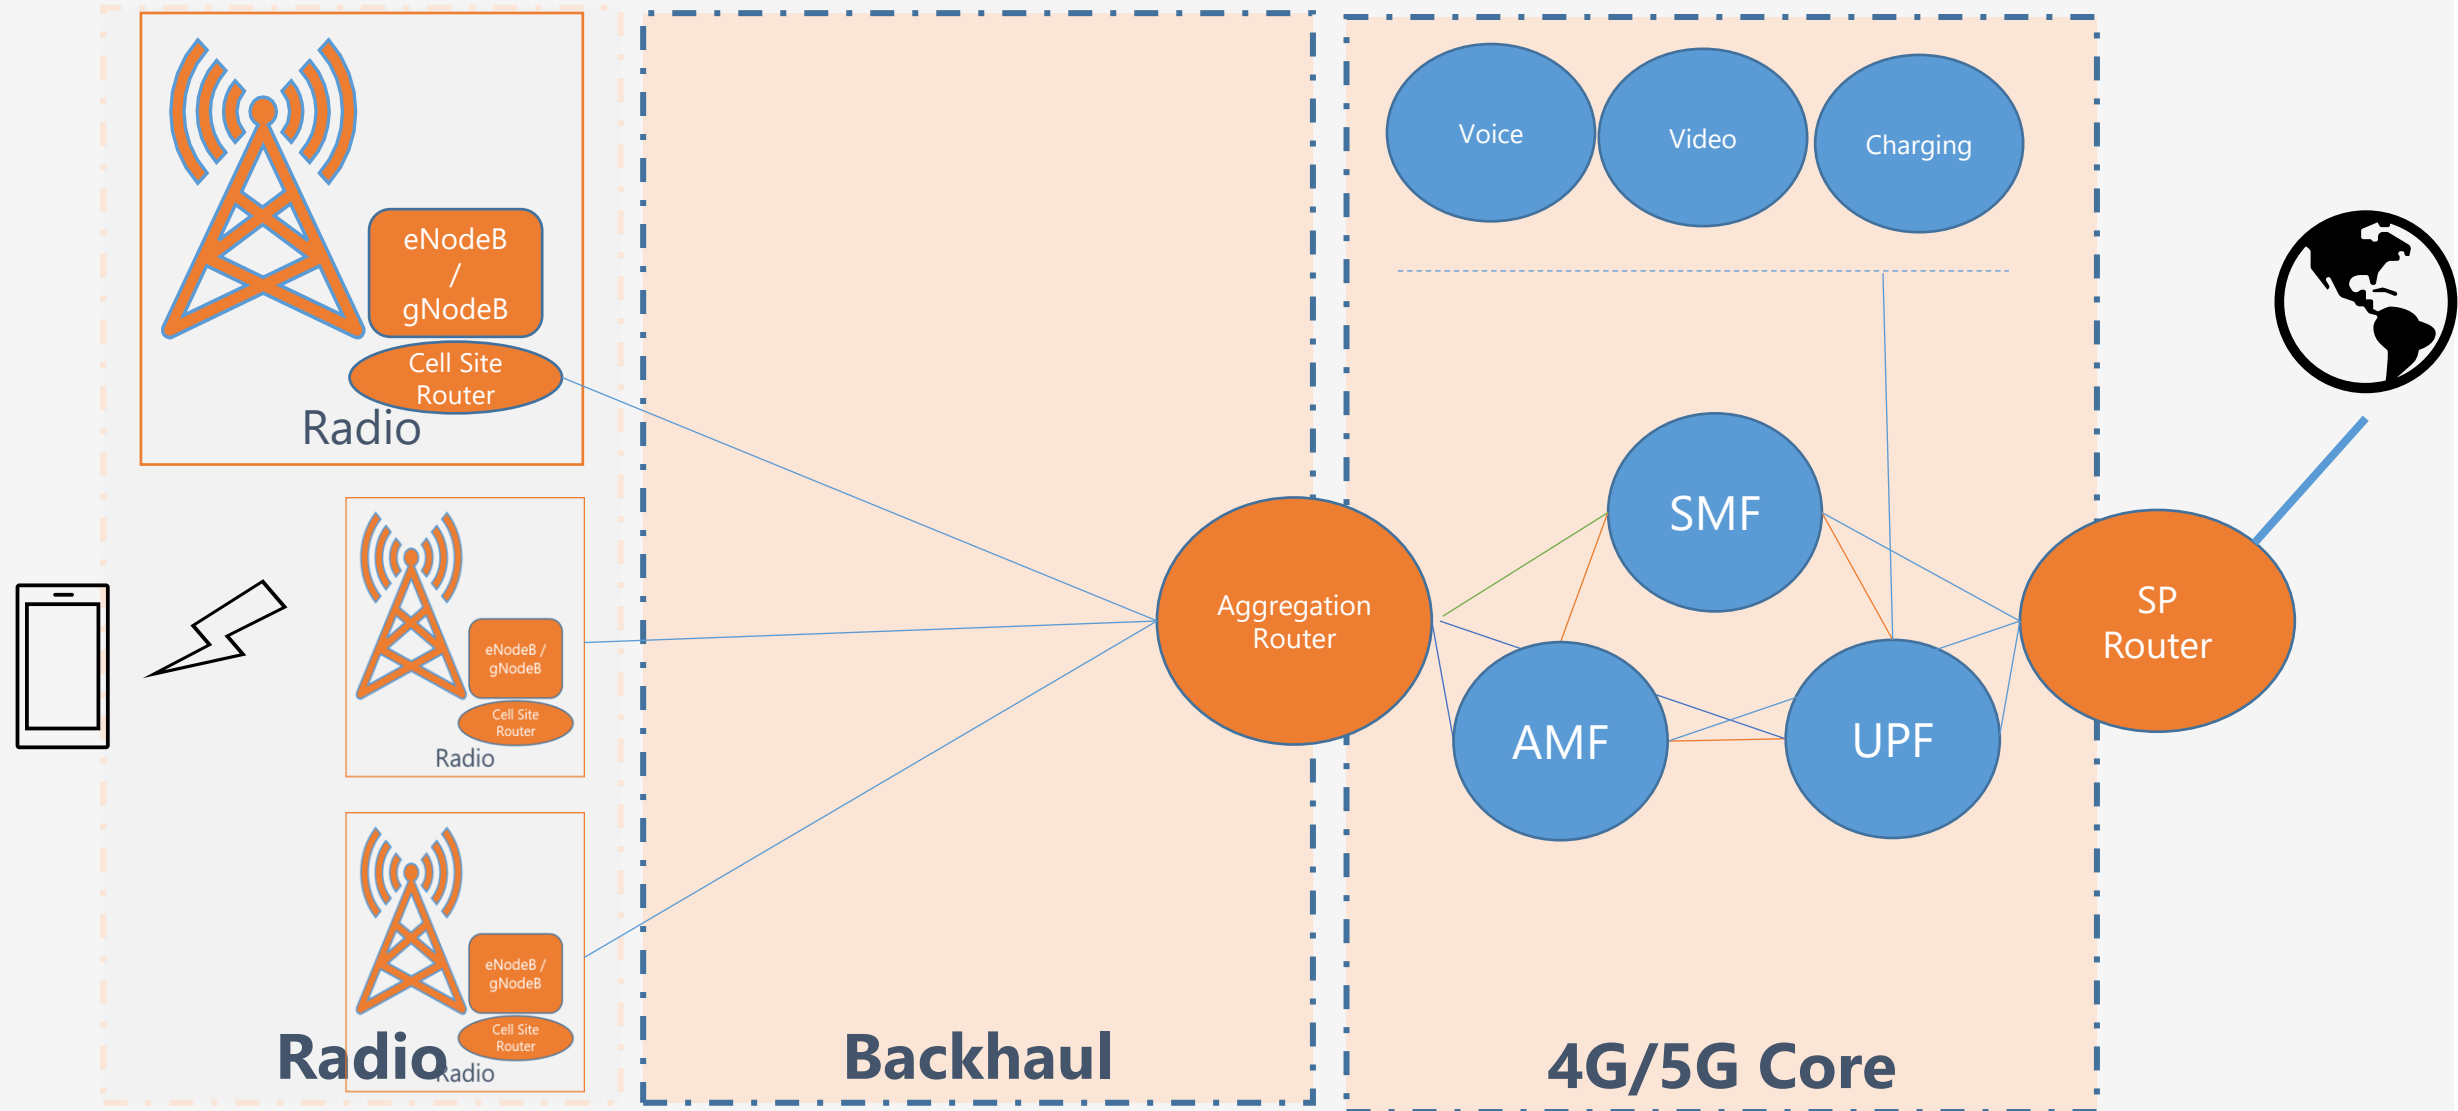 eNodeB
/
gNodeB
Cell Site
Router
Radio
eNodeB /
gNodeB
Cell Site
Router
Radio
eNodeB /
gNodeB
Cell Site
Router
Radio
Radio
Backhaul
Aggregation
Router
Voice
Video
Charging
SMF
AMF
UPF
4G/5G Core
SP
Router